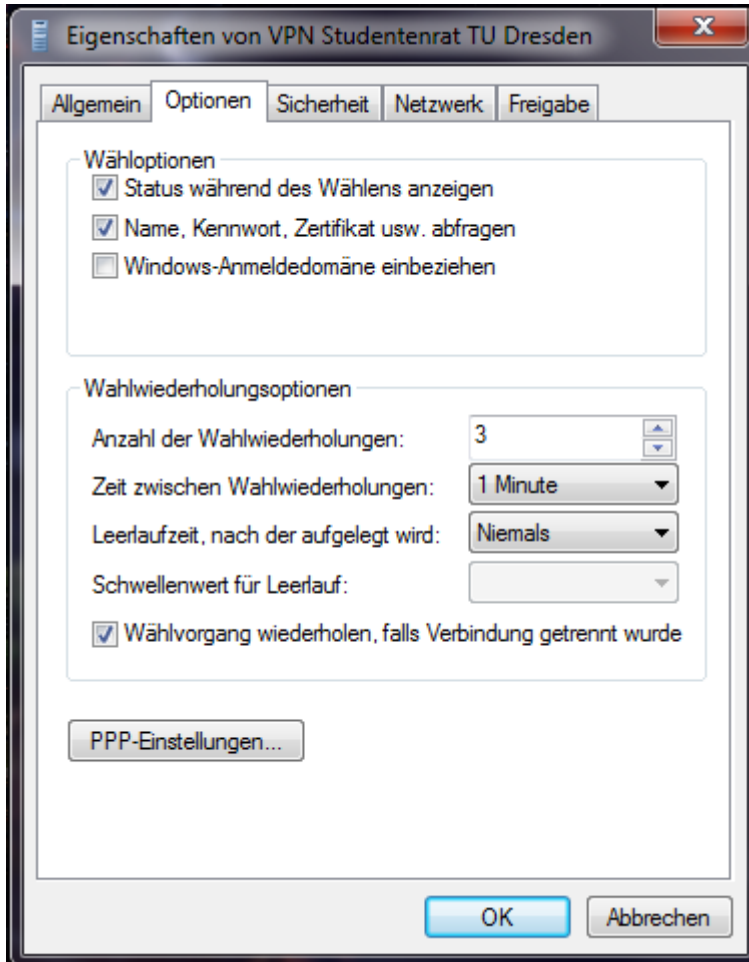 Eigenschaften von VPN Studentenrat TU Dresden
Allgemein Optionen Sicherheit Netzwerk Freigabe
Wähloptionen
Status während des Wählens anzeigen
Name, Kennwort, Zertifikat usw. abfragen
Windows-Anmeldedomäne einbeziehen
Wahlwiederholungsoptionen
Anzahl der Wahlwiederholungen: 3
Zeit zwischen Wahlwiederholungen: 1 Minute
Leerlaufzeit, nach der aufgelegt wird: Niemals
Schwellenwert für Leerlauf:
Wählvorgang wiederholen, falls Verbindung getrennt wurde
PPP-Einstellungen...
OK Abbrechen